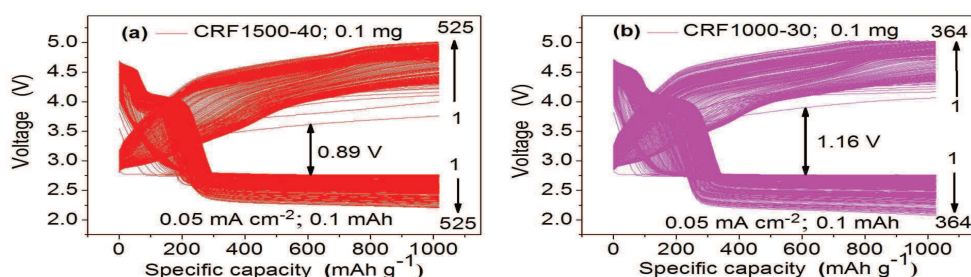 (a) CRF1500-40; 0.1 mg
525
5.0
4.5
4.0
3.5
3.0
2.5
2.0
Voltage (V)
1
0.89 V
1
0.05 mA cm-2; 0.1 mAh
525
0 200 400 600 800 1000
Specific capacity (mAh g-1)
(b) CRF1000-30; 0.1 mg
364
5.0
4.5
4.0
3.5
3.0
2.5
2.0
Voltage (V)
1
1.16 V
1
0.05 mA cm-2; 0.1 mAh
364
0 200 400 600 800 1000
Specific capacity (mAh g-1)